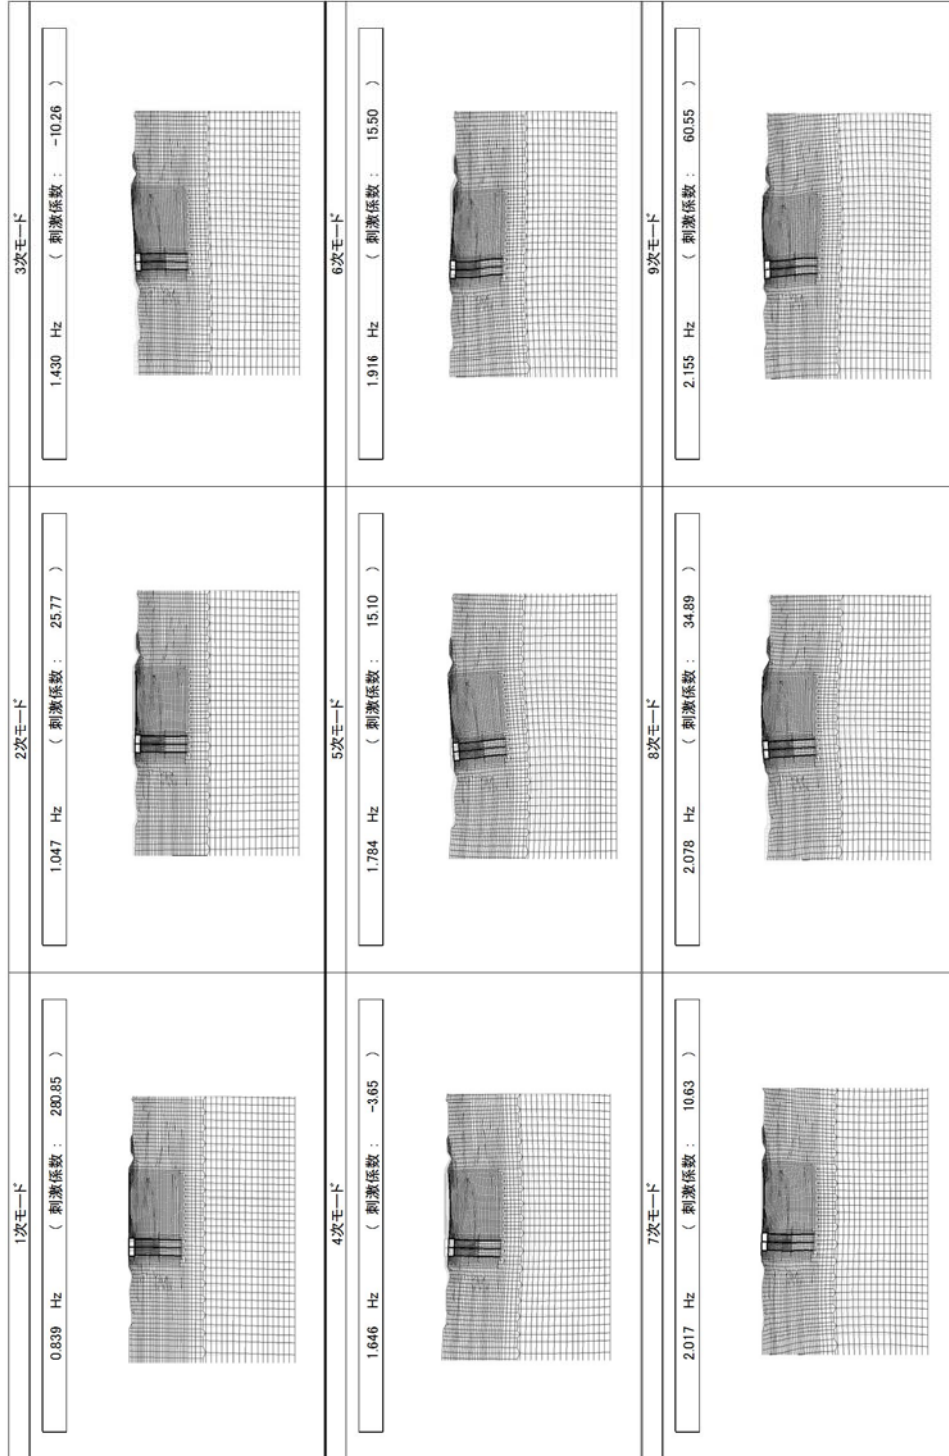 1次モード
0.839 Hz ( 刺激係数 : 280.85 )
2次モード
1.047 Hz ( 刺激係数 : 25.77 )
3次モード
1.430 Hz ( 刺激係数 : -10.26 )
4次モード
1.646 Hz ( 刺激係数 : -3.65 )
5次モード
1.784 Hz ( 刺激係数 : 15.10 )
6次モード
1.916 Hz ( 刺激係数 : 15.50 )
7次モード
2.017 Hz ( 刺激係数 : 10.63 )
8次モード
2.078 Hz ( 刺激係数 : 34.89 )
9次モード
2.155 Hz ( 刺激係数 : 60.55 )